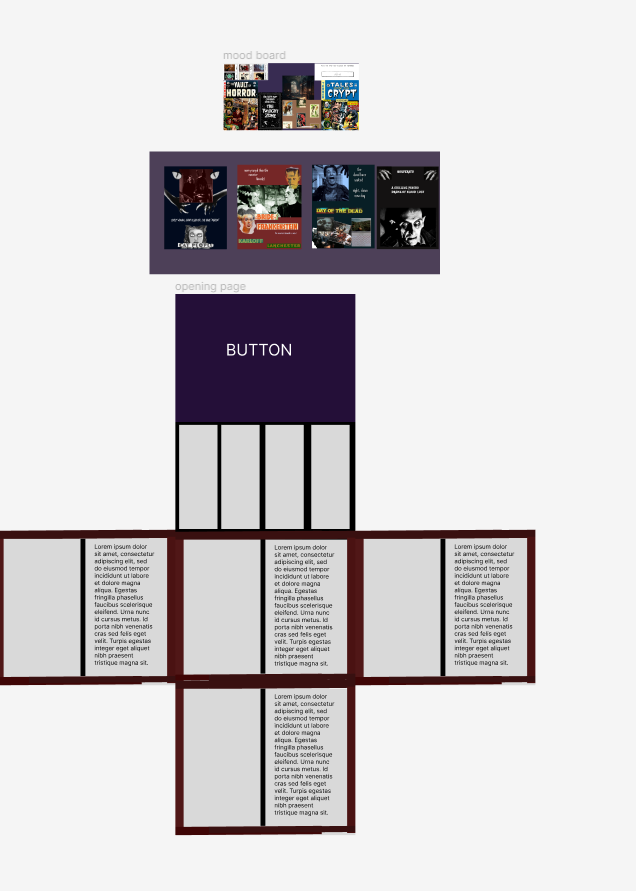 mood board
THE VAULT OF
HORROR
THE
TWILIGHT
ZONE
TALES
CRYPT
CAT PEOPLE
BRIDE
FRANKENSTEIN
KARLOFF
LANCHESTER
DAY OF THE DEAD
NOSFERATU
opening page
BUTTON
Lorem ipsum dolor
sit amet, consectetur
adipiscing elit, sed
do eiusmod tempor
incididunt ut labore
et dolore magna
aliqua. Egestas
fringilla phasellus
faucibus scelerisque
eleifend. Urna nunc
id cursus metus. Id
porta nibh venenatis
cras sed felis eget
velit. Turpis egestas
integer eget aliquet
nibh praesent
tristique magna sit.
Lorem ipsum dolor
sit amet, consectetur
adipiscing elit, sed
do eiusmod tempor
incididunt ut labore
et dolore magna
aliqua. Egestas
fringilla phasellus
faucibus scelerisque
eleifend. Urna nunc
id cursus metus. Id
porta nibh venenatis
cras sed felis eget
velit. Turpis egestas
integer eget aliquet
nibh praesent
tristique magna sit.
Lorem ipsum dolor
sit amet, consectetur
adipiscing elit, sed
do eiusmod tempor
incididunt ut labore
et dolore magna
aliqua. Egestas
fringilla phasellus
faucibus scelerisque
eleifend. Urna nunc
id cursus metus. Id
porta nibh venenatis
cras sed felis eget
velit. Turpis egestas
integer eget aliquet
nibh praesent
tristique magna sit.
Lorem ipsum dolor
sit amet, consectetur
adipiscing elit, sed
do eiusmod tempor
incididunt ut labore
et dolore magna
aliqua. Egestas
fringilla phasellus
faucibus scelerisque
eleifend. Urna nunc
id cursus metus. Id
porta nibh venenatis
cras sed felis eget
velit. Turpis egestas
integer eget aliquet
nibh praesent
tristique magna sit.